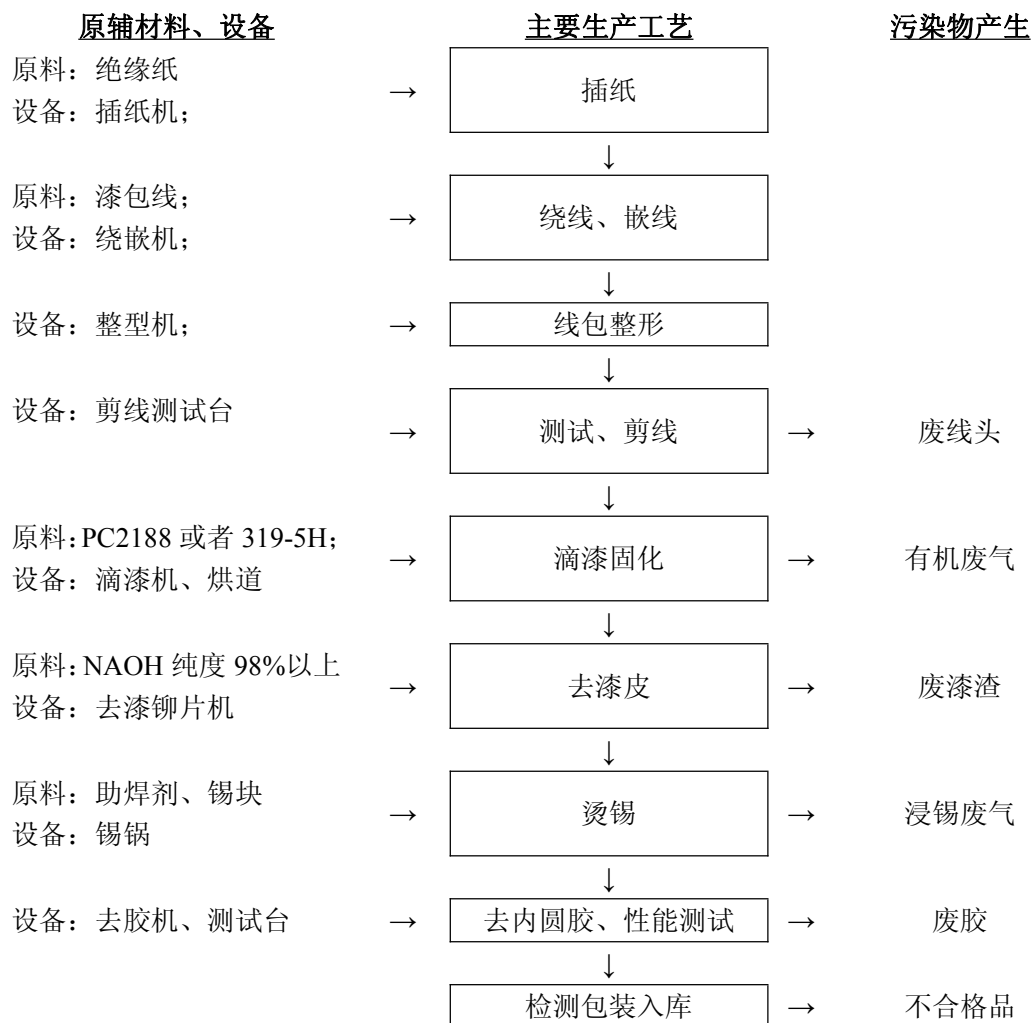 原辅材料、设备 主要生产工艺 污染物产生
原料：绝缘纸
设备：插纸机；
→ 插纸
↓
原料：漆包线；
设备：绕嵌机；
→ 绕线、嵌线
↓
设备：整型机； → 线包整形
↓
设备：剪线测试台
→ 测试、剪线 → 废线头
↓
原料：PC2188 或者 319-5H；
设备：滴漆机、烘道
→ 滴漆固化 → 有机废气
↓
原料：NAOH 纯度 98%以上
设备：去漆铆片机
→ 去漆皮 → 废漆渣
↓
原料：助焊剂、锡块
设备：锡锅
→ 烫锡 → 浸锡废气
↓
设备：去胶机、测试台 → 去内圆胶、性能测试 → 废胶
↓
检测包装入库 → 不合格品